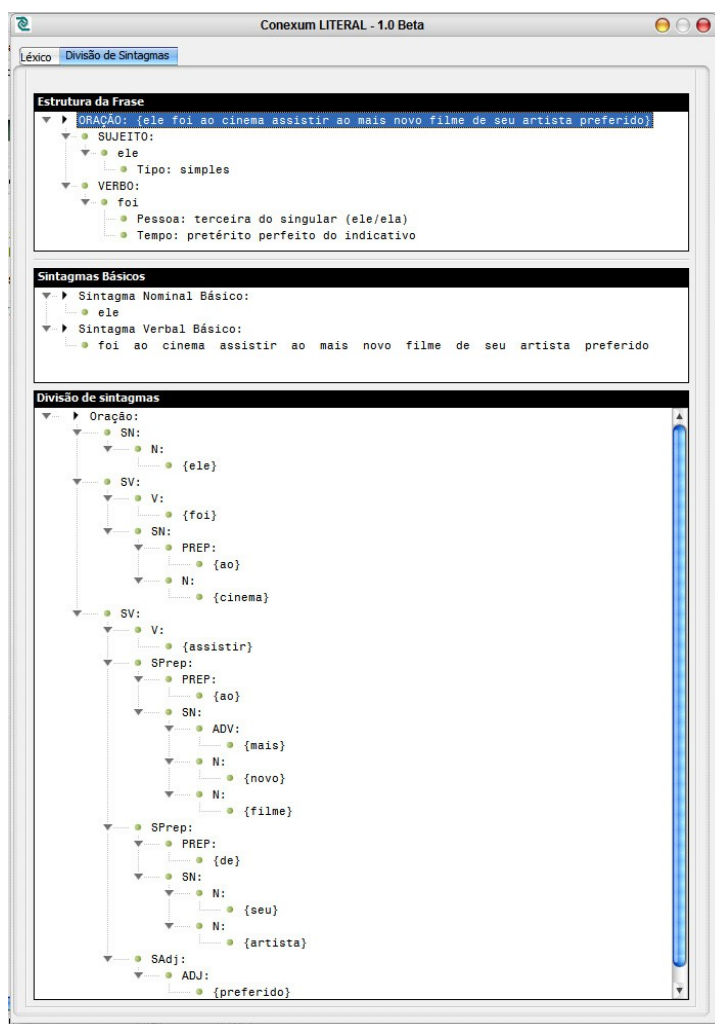 Conexum LITERAL - 1.0 Beta
Léxico Divisão de Sintagmas
Estrutura da Frase
ORAÇÃO: {ele foi ao cinema assistir ao mais novo filme de seu artista preferido}
SUJEITO:
ele
Tipo: simples
VERBO:
foi
Pessoa: terceira do singular (ele/ela)
Tempo: pretérito perfeito do indicativo
Sintagmas Básicos
Sintagma Nominal Básico:
ele
Sintagma Verbal Básico:
foi ao cinema assistir ao mais novo filme de seu artista preferido
Divisão de sintagmas
Oração:
SN:
N:
{ele}
SV:
V:
{foi}
SN:
PREP:
{ao}
N:
{cinema}
SV:
V:
{assistir}
SPrep:
PREP:
{ao}
SN:
ADV:
{mais}
N:
{novo}
N:
{filme}
SPrep:
PREP:
{de}
SN:
N:
{seu}
N:
{artista}
SAdj:
ADJ:
{preferido}